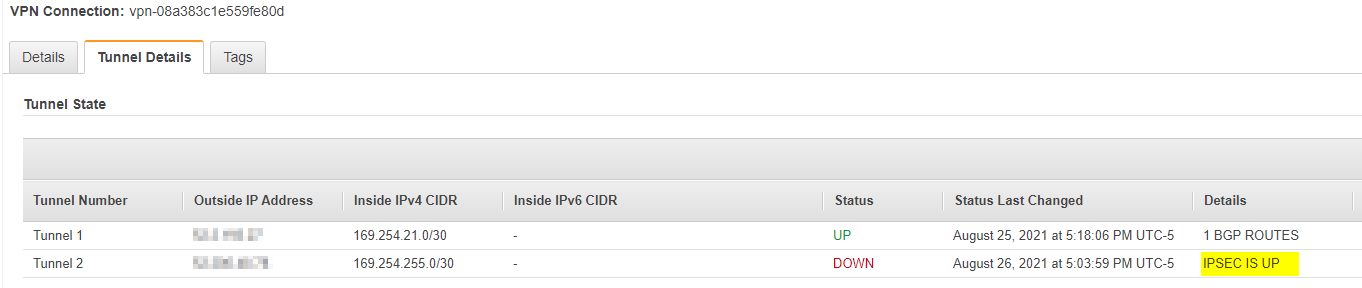 VPN Connection: vpn-08a383c1e559fe80d
Details Tunnel Details Tags
Tunnel State
Tunnel Number Outside IP Address Inside IPv4 CIDR Inside IPv6 CIDR Status Status Last Changed Details
Tunnel 1 169.254.21.0/30 - UP August 25, 2021 at 5:18:06 PM UTC-5 1 BGP ROUTES
Tunnel 2 169.254.255.0/30 - DOWN August 26, 2021 at 5:03:59 PM UTC-5 IPSEC IS UP